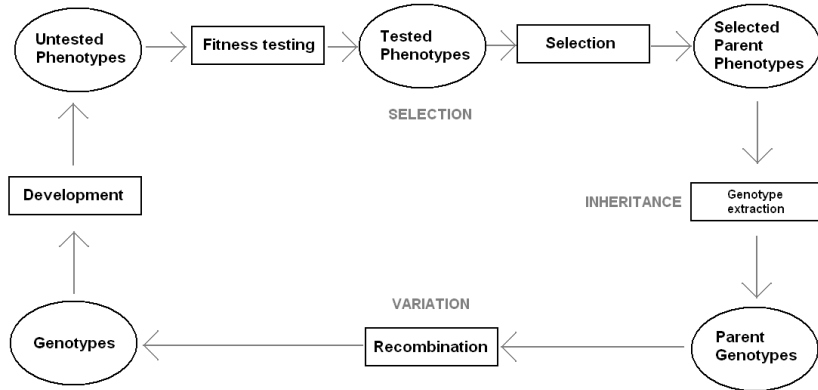 Untested
Phenotypes
Fitness testing
Tested
Phenotypes
Selection
Selected
Parent
Phenotypes
SELECTION
Development
INHERITANCE
Genotype
extraction
VARIATION
Genotypes
Recombination
Parent
Genotypes